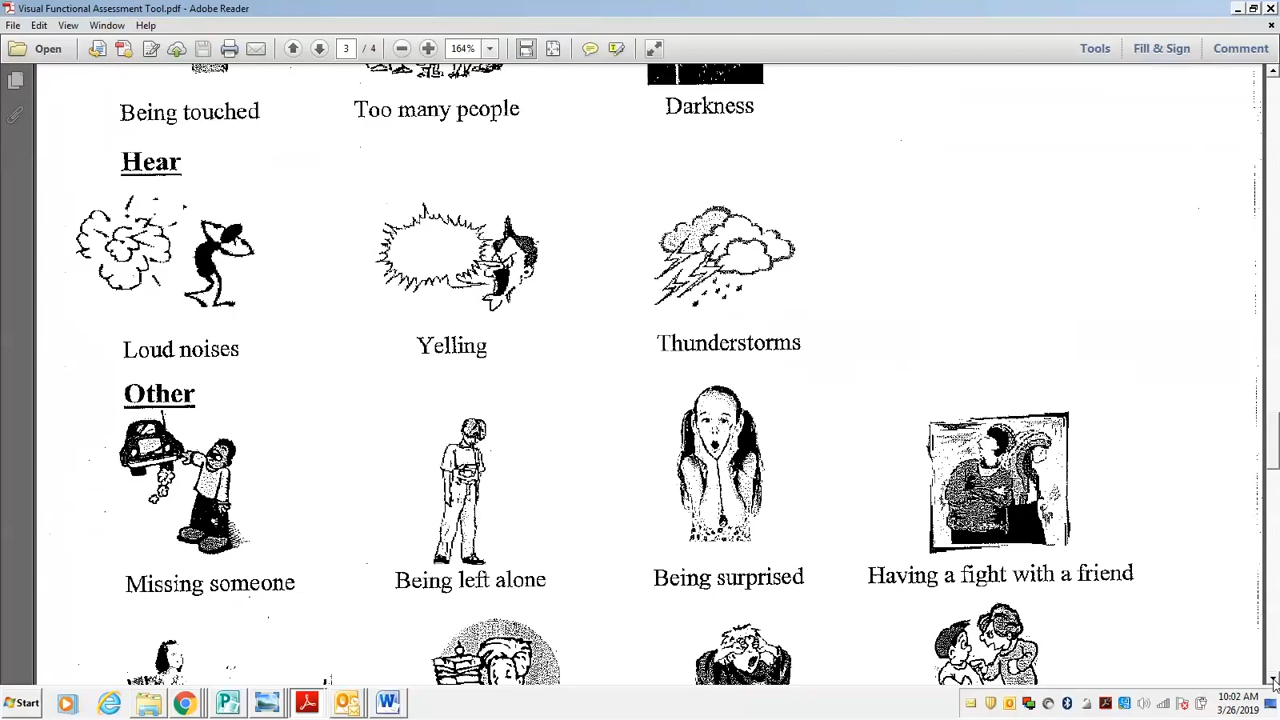 Visual Functional Assessment Tool.pdf - Adobe Reader
File Edit View Window Help
Open 3 / 4 164% Tools Fill & Sign Comment
Being touched Too many people Darkness
Hear
Loud noises Yelling Thunderstorms
Other
Missing someone Being left alone Being surprised Having a fight with a friend
Start 10:02 AM
3/26/2019